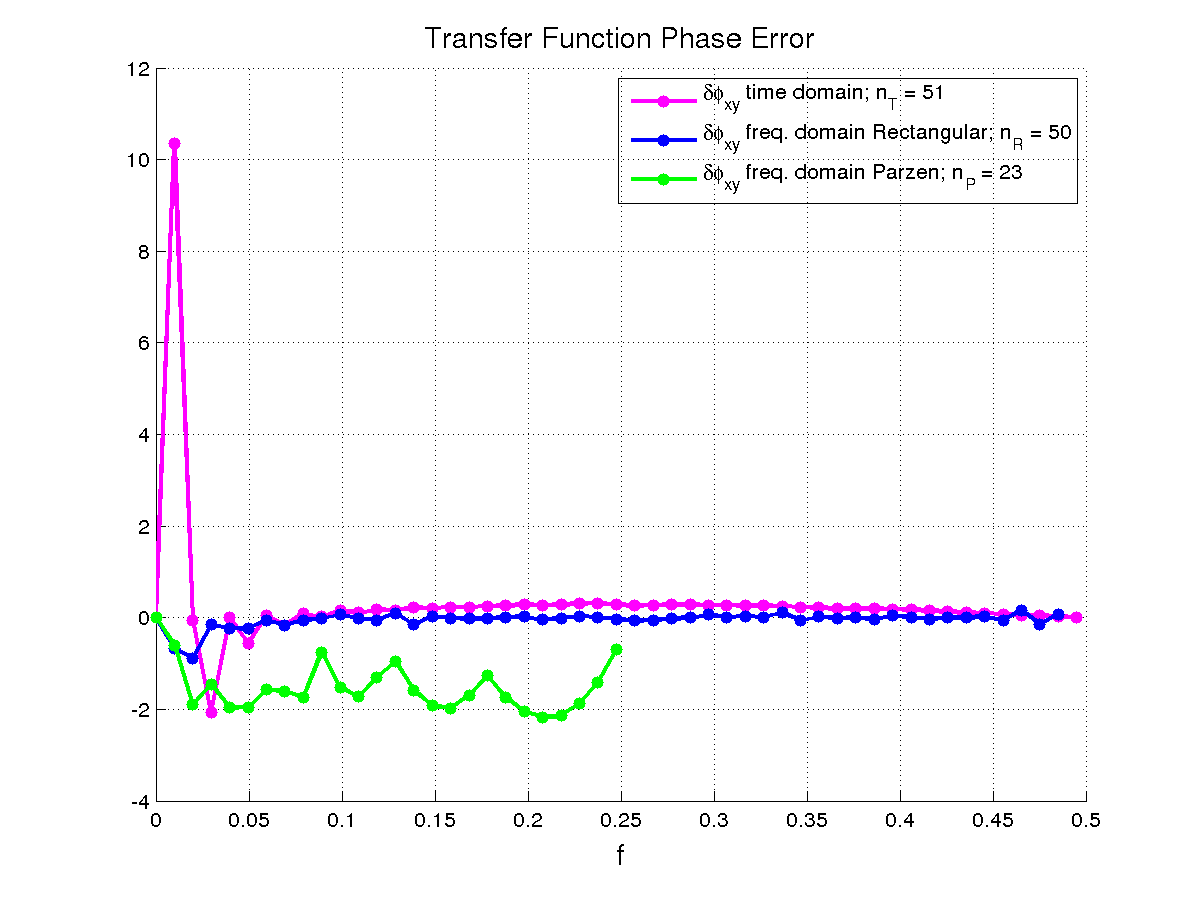 Transfer Function Phase Error
12
10
8
6
4
2
0
-2
-4
δϕxy time domain; nT = 51
δϕxy freq. domain Rectangular; nR = 50
δϕxy freq. domain Parzen; nP = 23
0 0.05 0.1 0.15 0.2 0.25 0.3 0.35 0.4 0.45 0.5
f